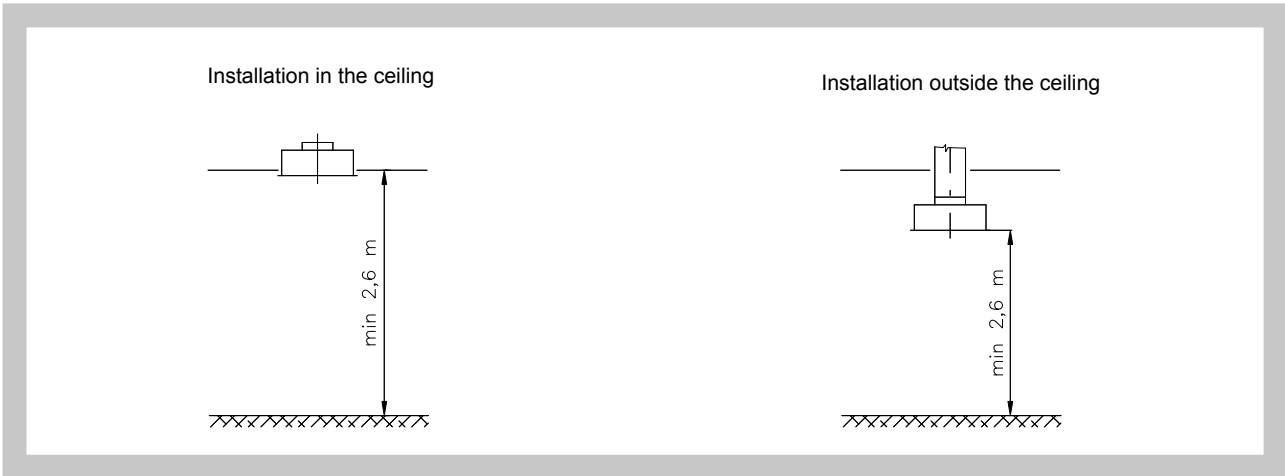 Installation in the ceiling
Installation outside the ceiling
min 2,6 m
min 2,6 m